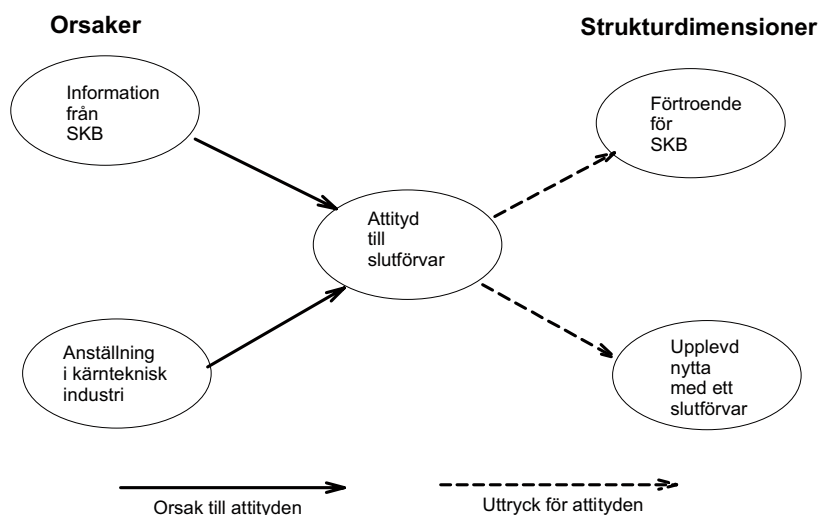 Orsaker
Strukturdimensioner
Information
från
SKB
Förtroende
för
SKB
Attityd
till
slutförvar
Anställning
i kärnteknisk
industri
Upplevd
nytta
med ett
slutförvar
Orsak till attityden
Uttryck för attityden